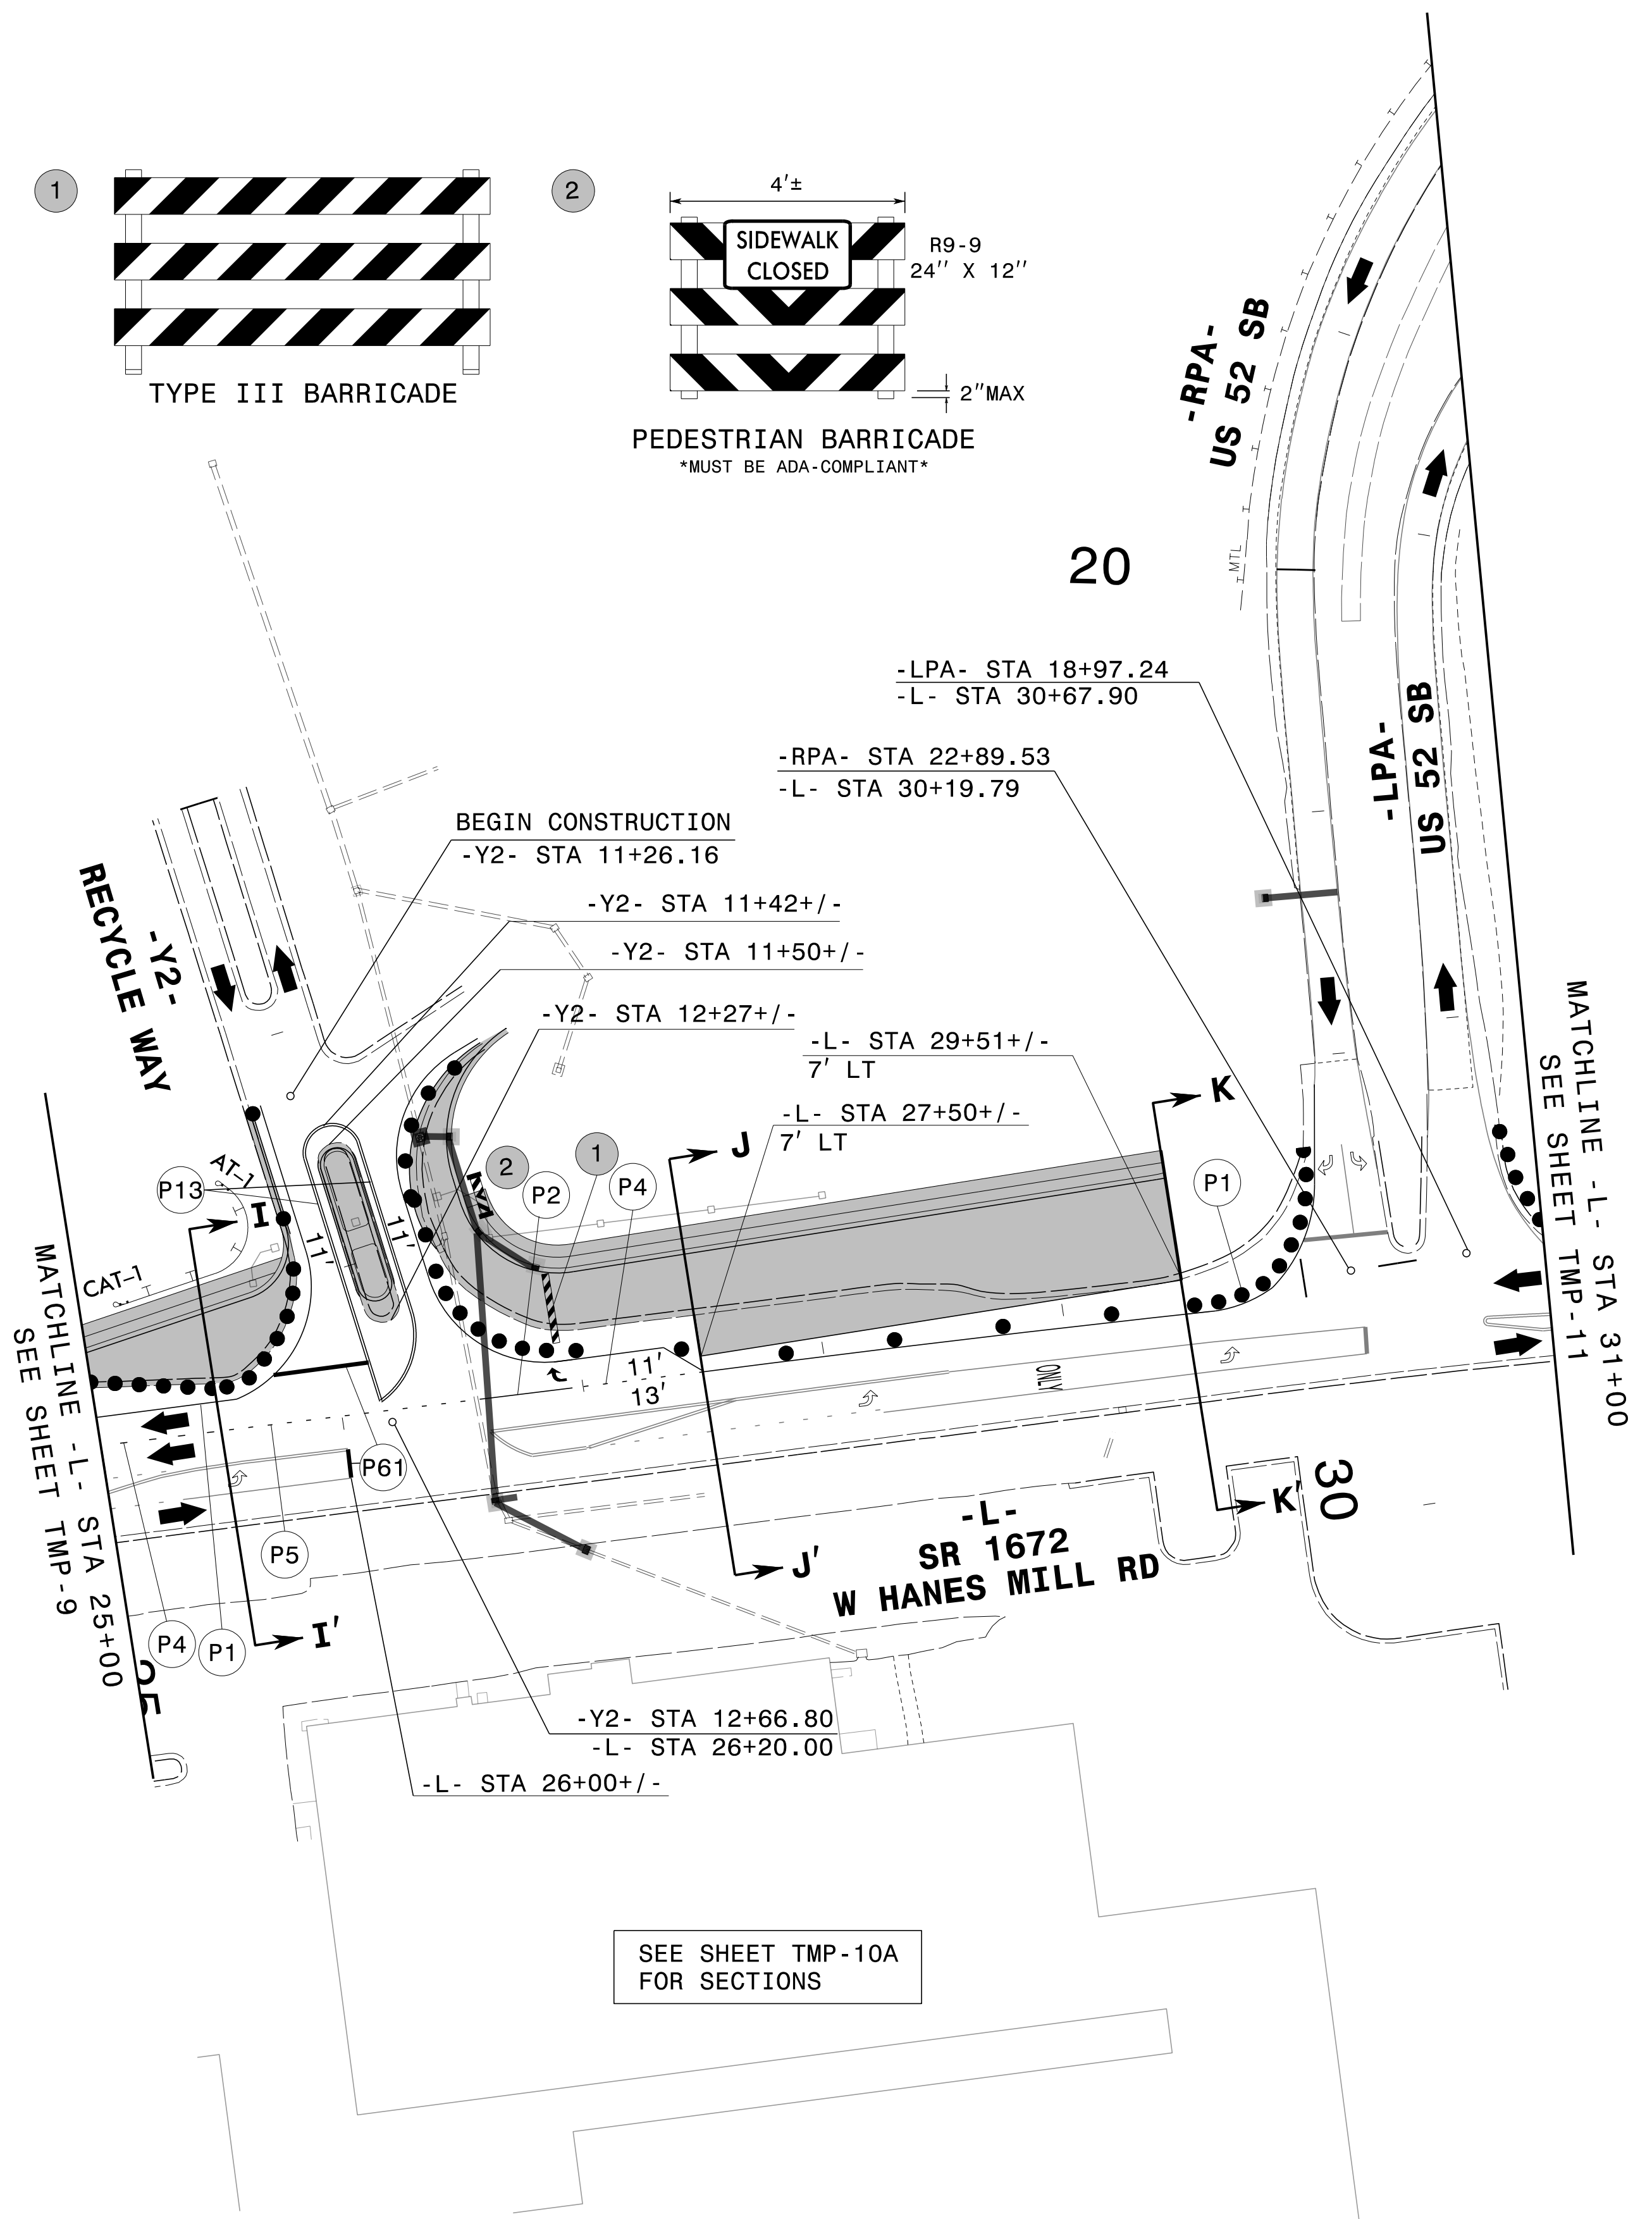 1
2
4'±
SIDEWALK
CLOSED
R9-9
24" X 12"
2"MAX
TYPE III BARRICADE
PEDESTRIAN BARRICADE
*MUST BE ADA-COMPLIANT*
-RPA-
US 52 SB
20
MTL
-LPA- STA 18+97.24
-L- STA 30+67.90
-LPA-
US 52 SB
-RPA- STA 22+89.53
-L- STA 30+19.79
BEGIN CONSTRUCTION
-Y2- STA 11+26.16
-Y2-
RECYCLE WAY
-Y2- STA 11+42+/-
-Y2- STA 11+50+/-
-Y2- STA 12+27+/-
-L- STA 29+51+/-
7' LT
-L- STA 27+50+/-
7' LT
K
J
I
2
1
P2
P4
P1
P13
AT-1
CAT-1
11'
11'
11'
13'
ONLY
MATCHLINE -L- STA 31+00
SEE SHEET TMP-11
MATCHLINE -L- STA 25+00
SEE SHEET TMP-9
P61
P5
P4
P1
I'
J'
K'
30
-L-
SR 1672
W HANES MILL RD
25
-Y2- STA 12+66.80
-L- STA 26+20.00
-L- STA 26+00+/-
SEE SHEET TMP-10A
FOR SECTIONS